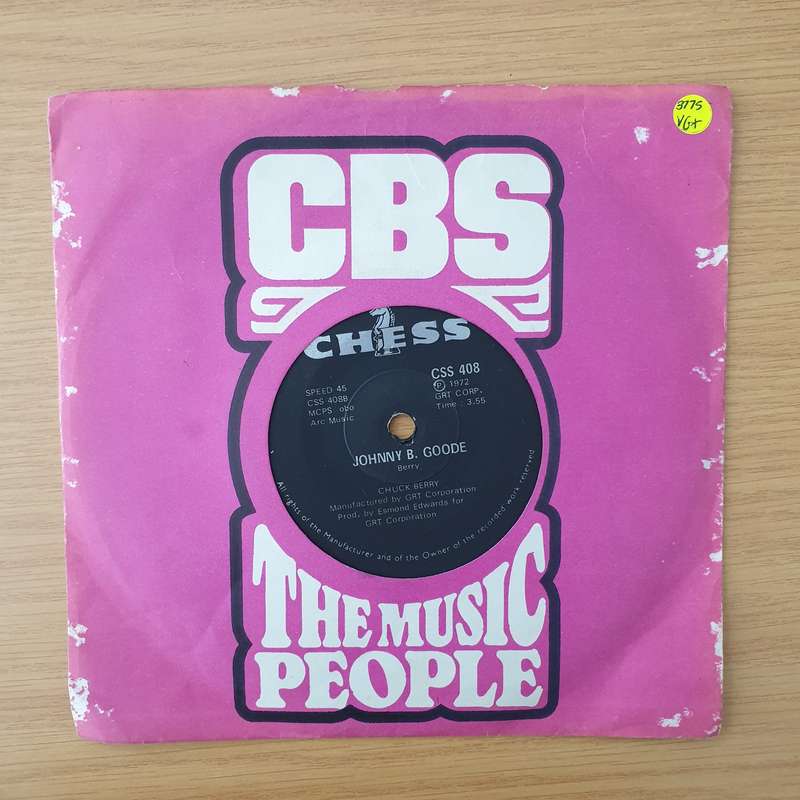 3775
VG+
CBS
CHESS
CSS 408
SPEED 45
CSS 408B
MCPS obo
Arc Music
℗ 1972
GRT CORP.
Time : 3.55
JOHNNY B. GOODE
Berry
CHUCK BERRY
Manufactured by GRT Corporation
Prod. by Esmond Edwards for
GRT Corporation
All rights of the Manufacturer and of the Owner of the recorded work reserved
THE MUSIC
PEOPLE